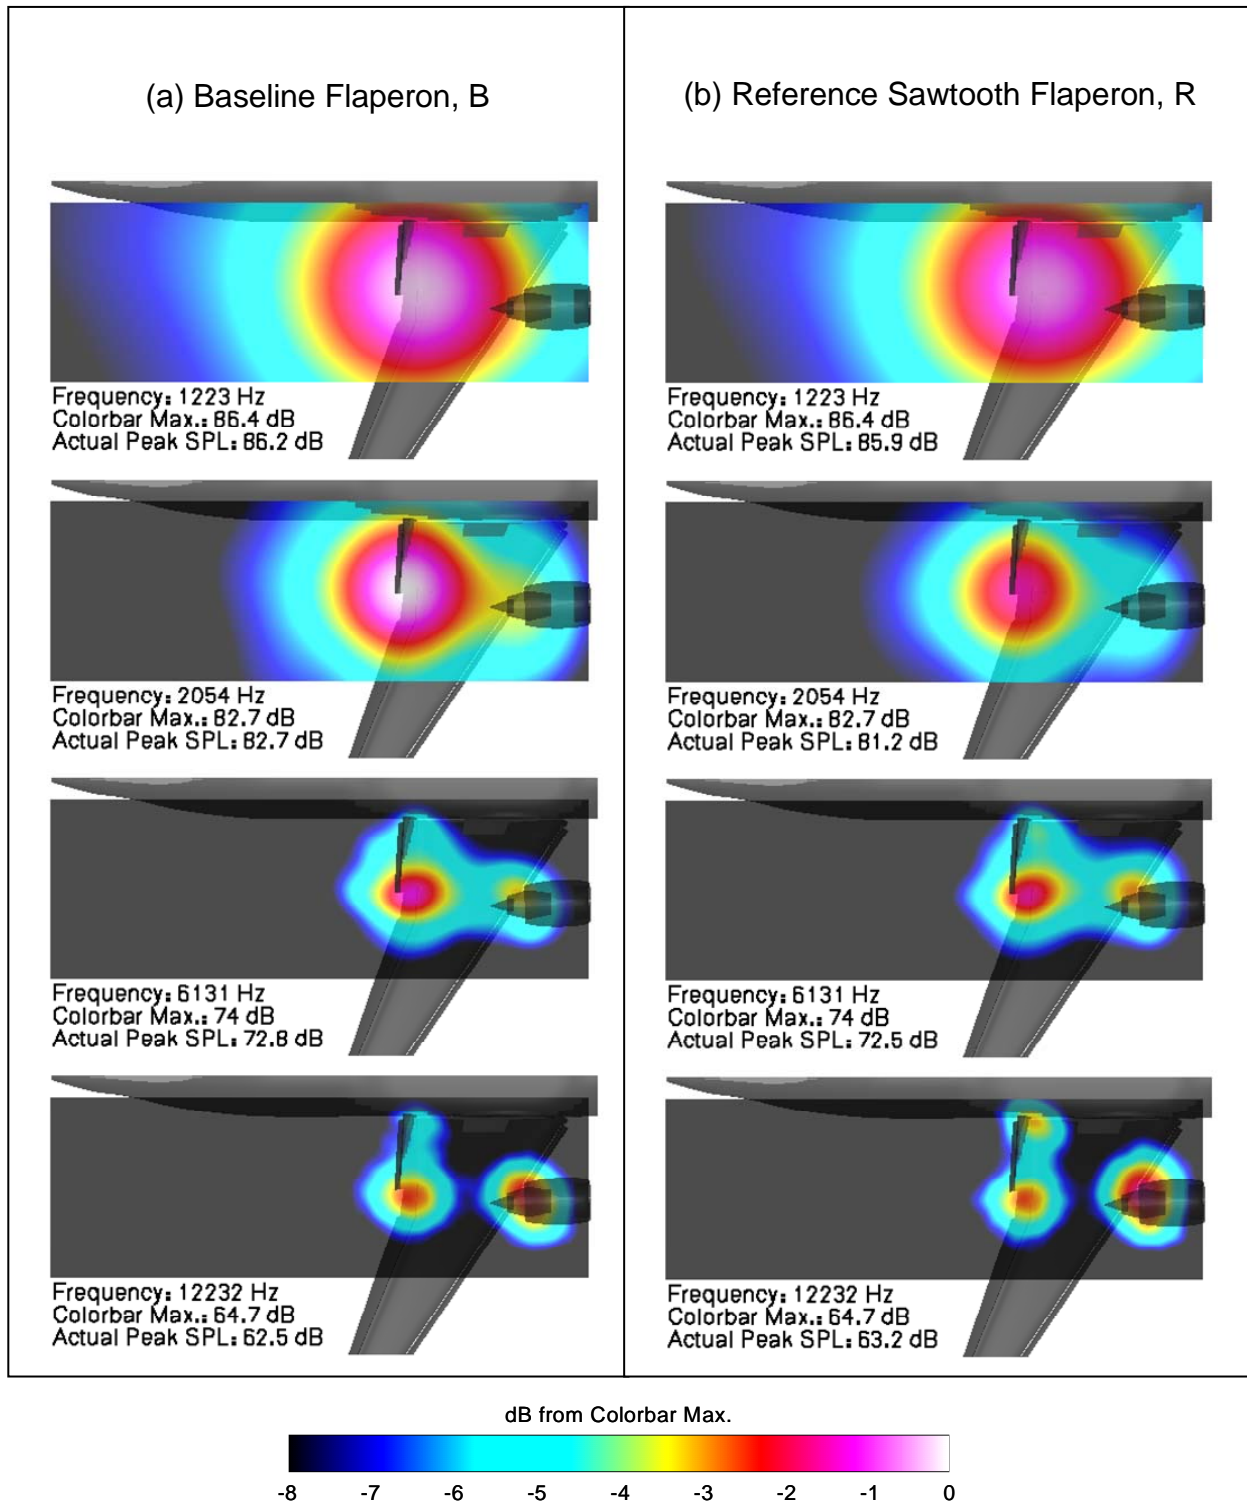 (a) Baseline Flaperon, B
(b) Reference Sawtooth Flaperon, R
Frequency: 1223 Hz
Colorbar Max.: 86.4 dB
Actual Peak SPL: 86.2 dB
Frequency: 1223 Hz
Colorbar Max.: 86.4 dB
Actual Peak SPL: 85.9 dB
Frequency: 2054 Hz
Colorbar Max.: 82.7 dB
Actual Peak SPL: 82.7 dB
Frequency: 2054 Hz
Colorbar Max.: 82.7 dB
Actual Peak SPL: 81.2 dB
Frequency: 6131 Hz
Colorbar Max.: 74 dB
Actual Peak SPL: 72.8 dB
Frequency: 6131 Hz
Colorbar Max.: 74 dB
Actual Peak SPL: 72.5 dB
Frequency: 12232 Hz
Colorbar Max.: 64.7 dB
Actual Peak SPL: 62.5 dB
Frequency: 12232 Hz
Colorbar Max.: 64.7 dB
Actual Peak SPL: 63.2 dB
dB from Colorbar Max.
-8 -7 -6 -5 -4 -3 -2 -1 0